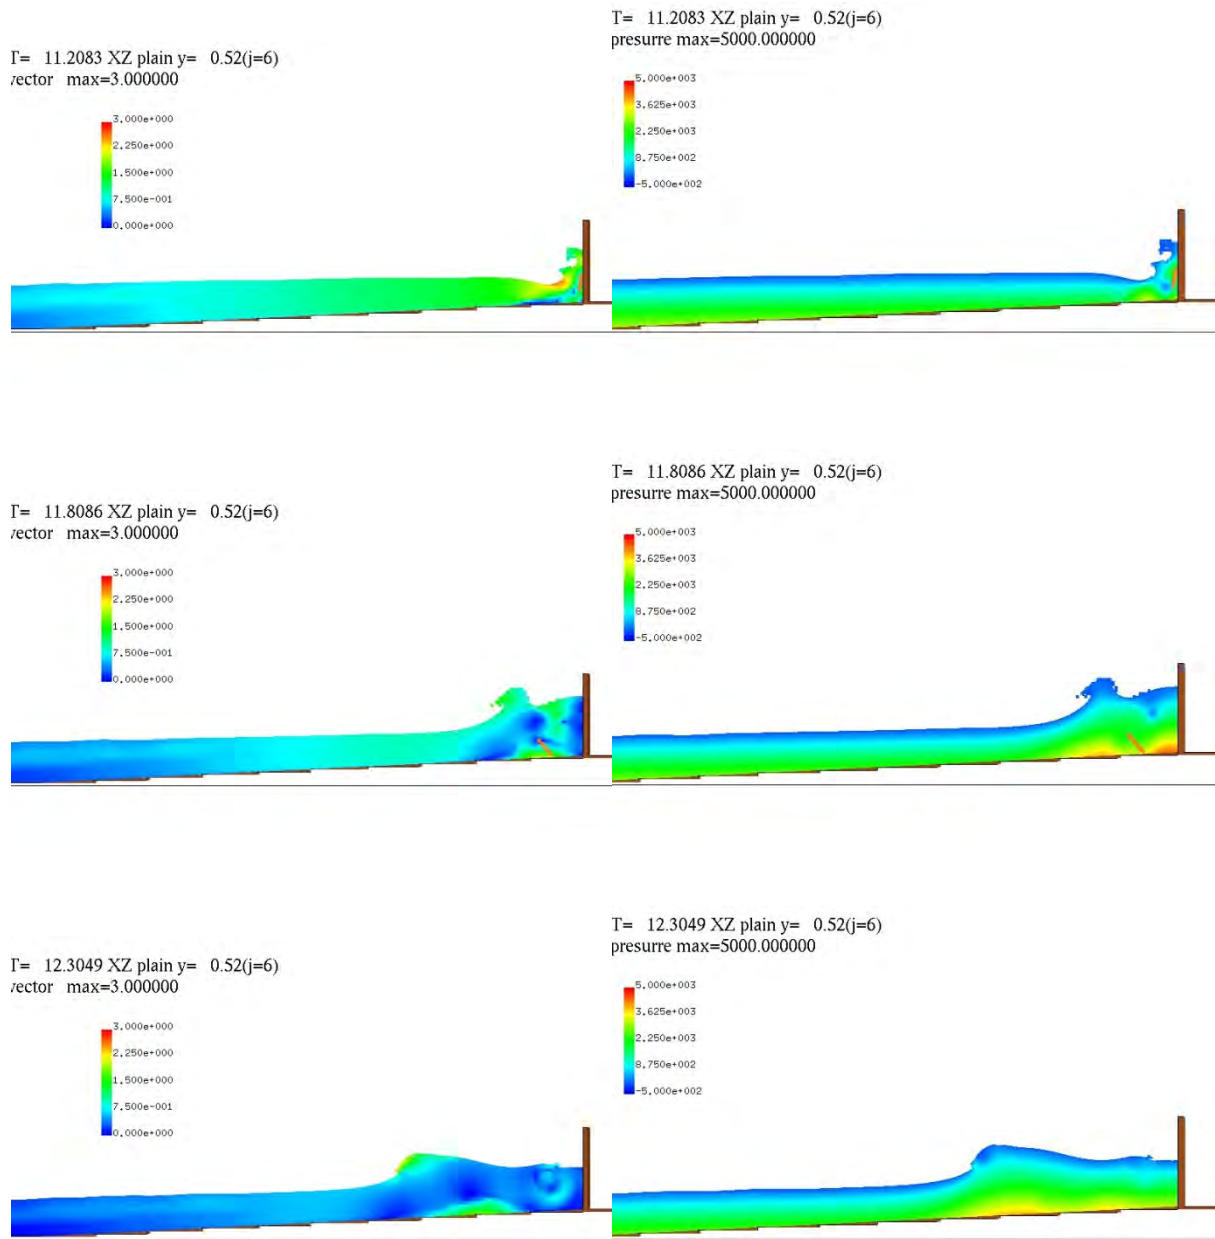 T= 11.2083 XZ plain y= 0.52(j=6)
vector max=3.000000
3.000e+000
2.250e+000
1.500e+000
7.500e-001
0.000e+000
T= 11.2083 XZ plain y= 0.52(j=6)
presurre max=5000.000000
5.000e+003
3.625e+003
2.250e+003
8.750e+002
-5.000e+002
T= 11.8086 XZ plain y= 0.52(j=6)
vector max=3.000000
3.000e+000
2.250e+000
1.500e+000
7.500e-001
0.000e+000
T= 11.8086 XZ plain y= 0.52(j=6)
presurre max=5000.000000
5.000e+003
3.625e+003
2.250e+003
8.750e+002
-5.000e+002
T= 12.3049 XZ plain y= 0.52(j=6)
vector max=3.000000
3.000e+000
2.250e+000
1.500e+000
7.500e-001
0.000e+000
T= 12.3049 XZ plain y= 0.52(j=6)
presurre max=5000.000000
5.000e+003
3.625e+003
2.250e+003
8.750e+002
-5.000e+002